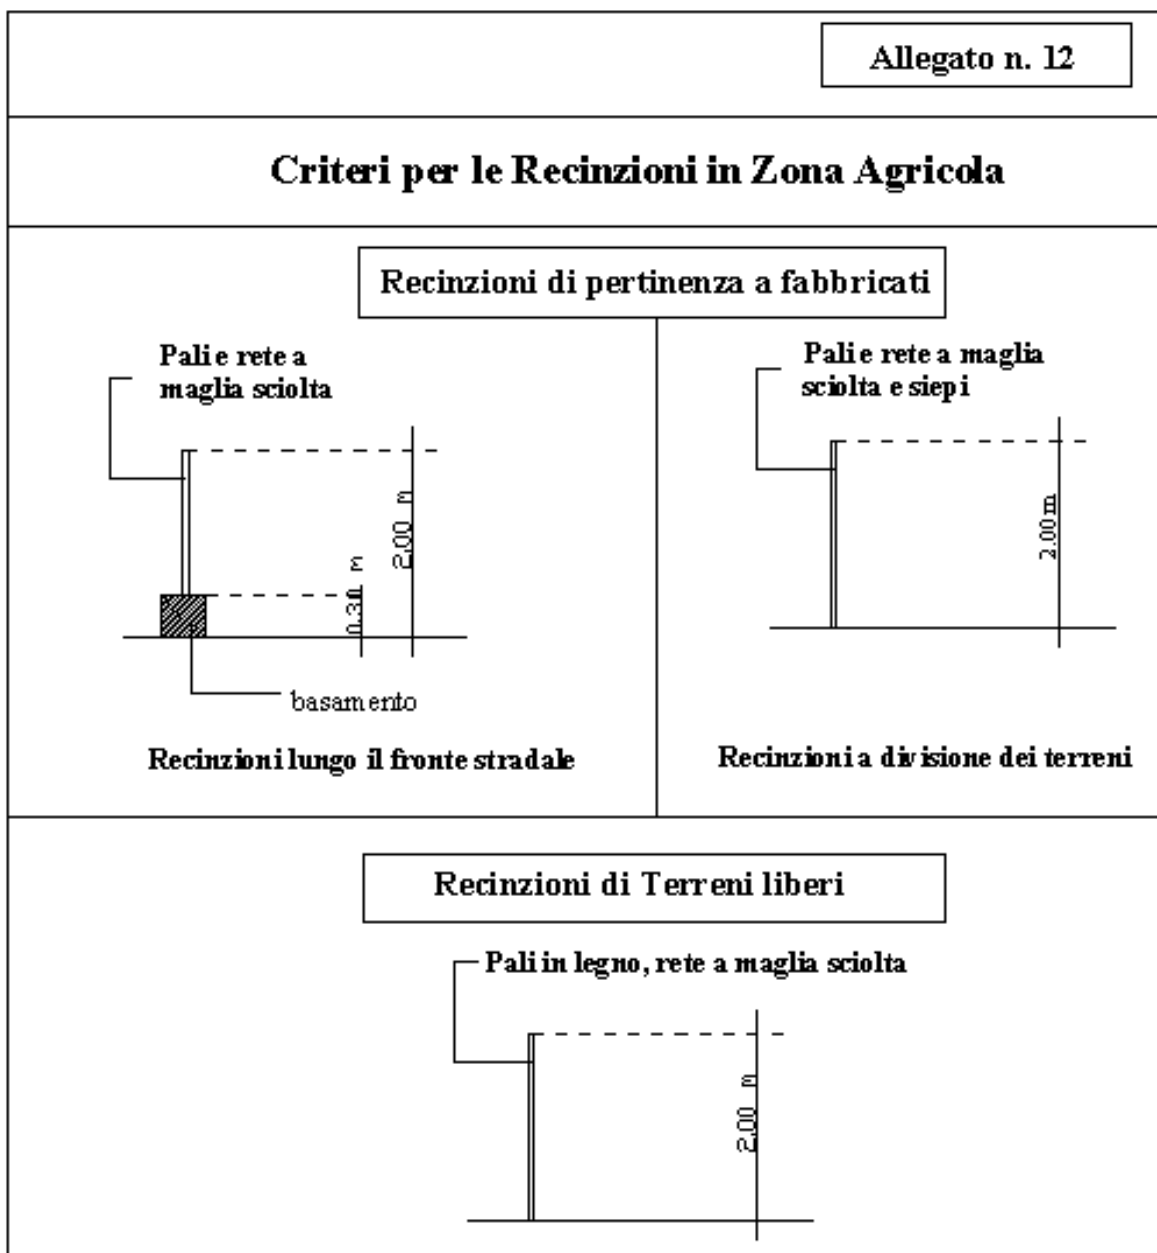 Allegato n. 12
Criteri per le Recinzioni in Zona Agricola
Recinzioni di pertinenza a fabbricati
Pali e rete a
maglia sciolta
2.00 m
0.30 m
basamento
Recinzioni lungo il fronte stradale
Pali e rete a maglia
sciolta e siepi
2.00 m
Recinzioni a divisione dei terreni
Recinzioni di Terreni liberi
Pali in legno, rete a maglia sciolta
2.00 m